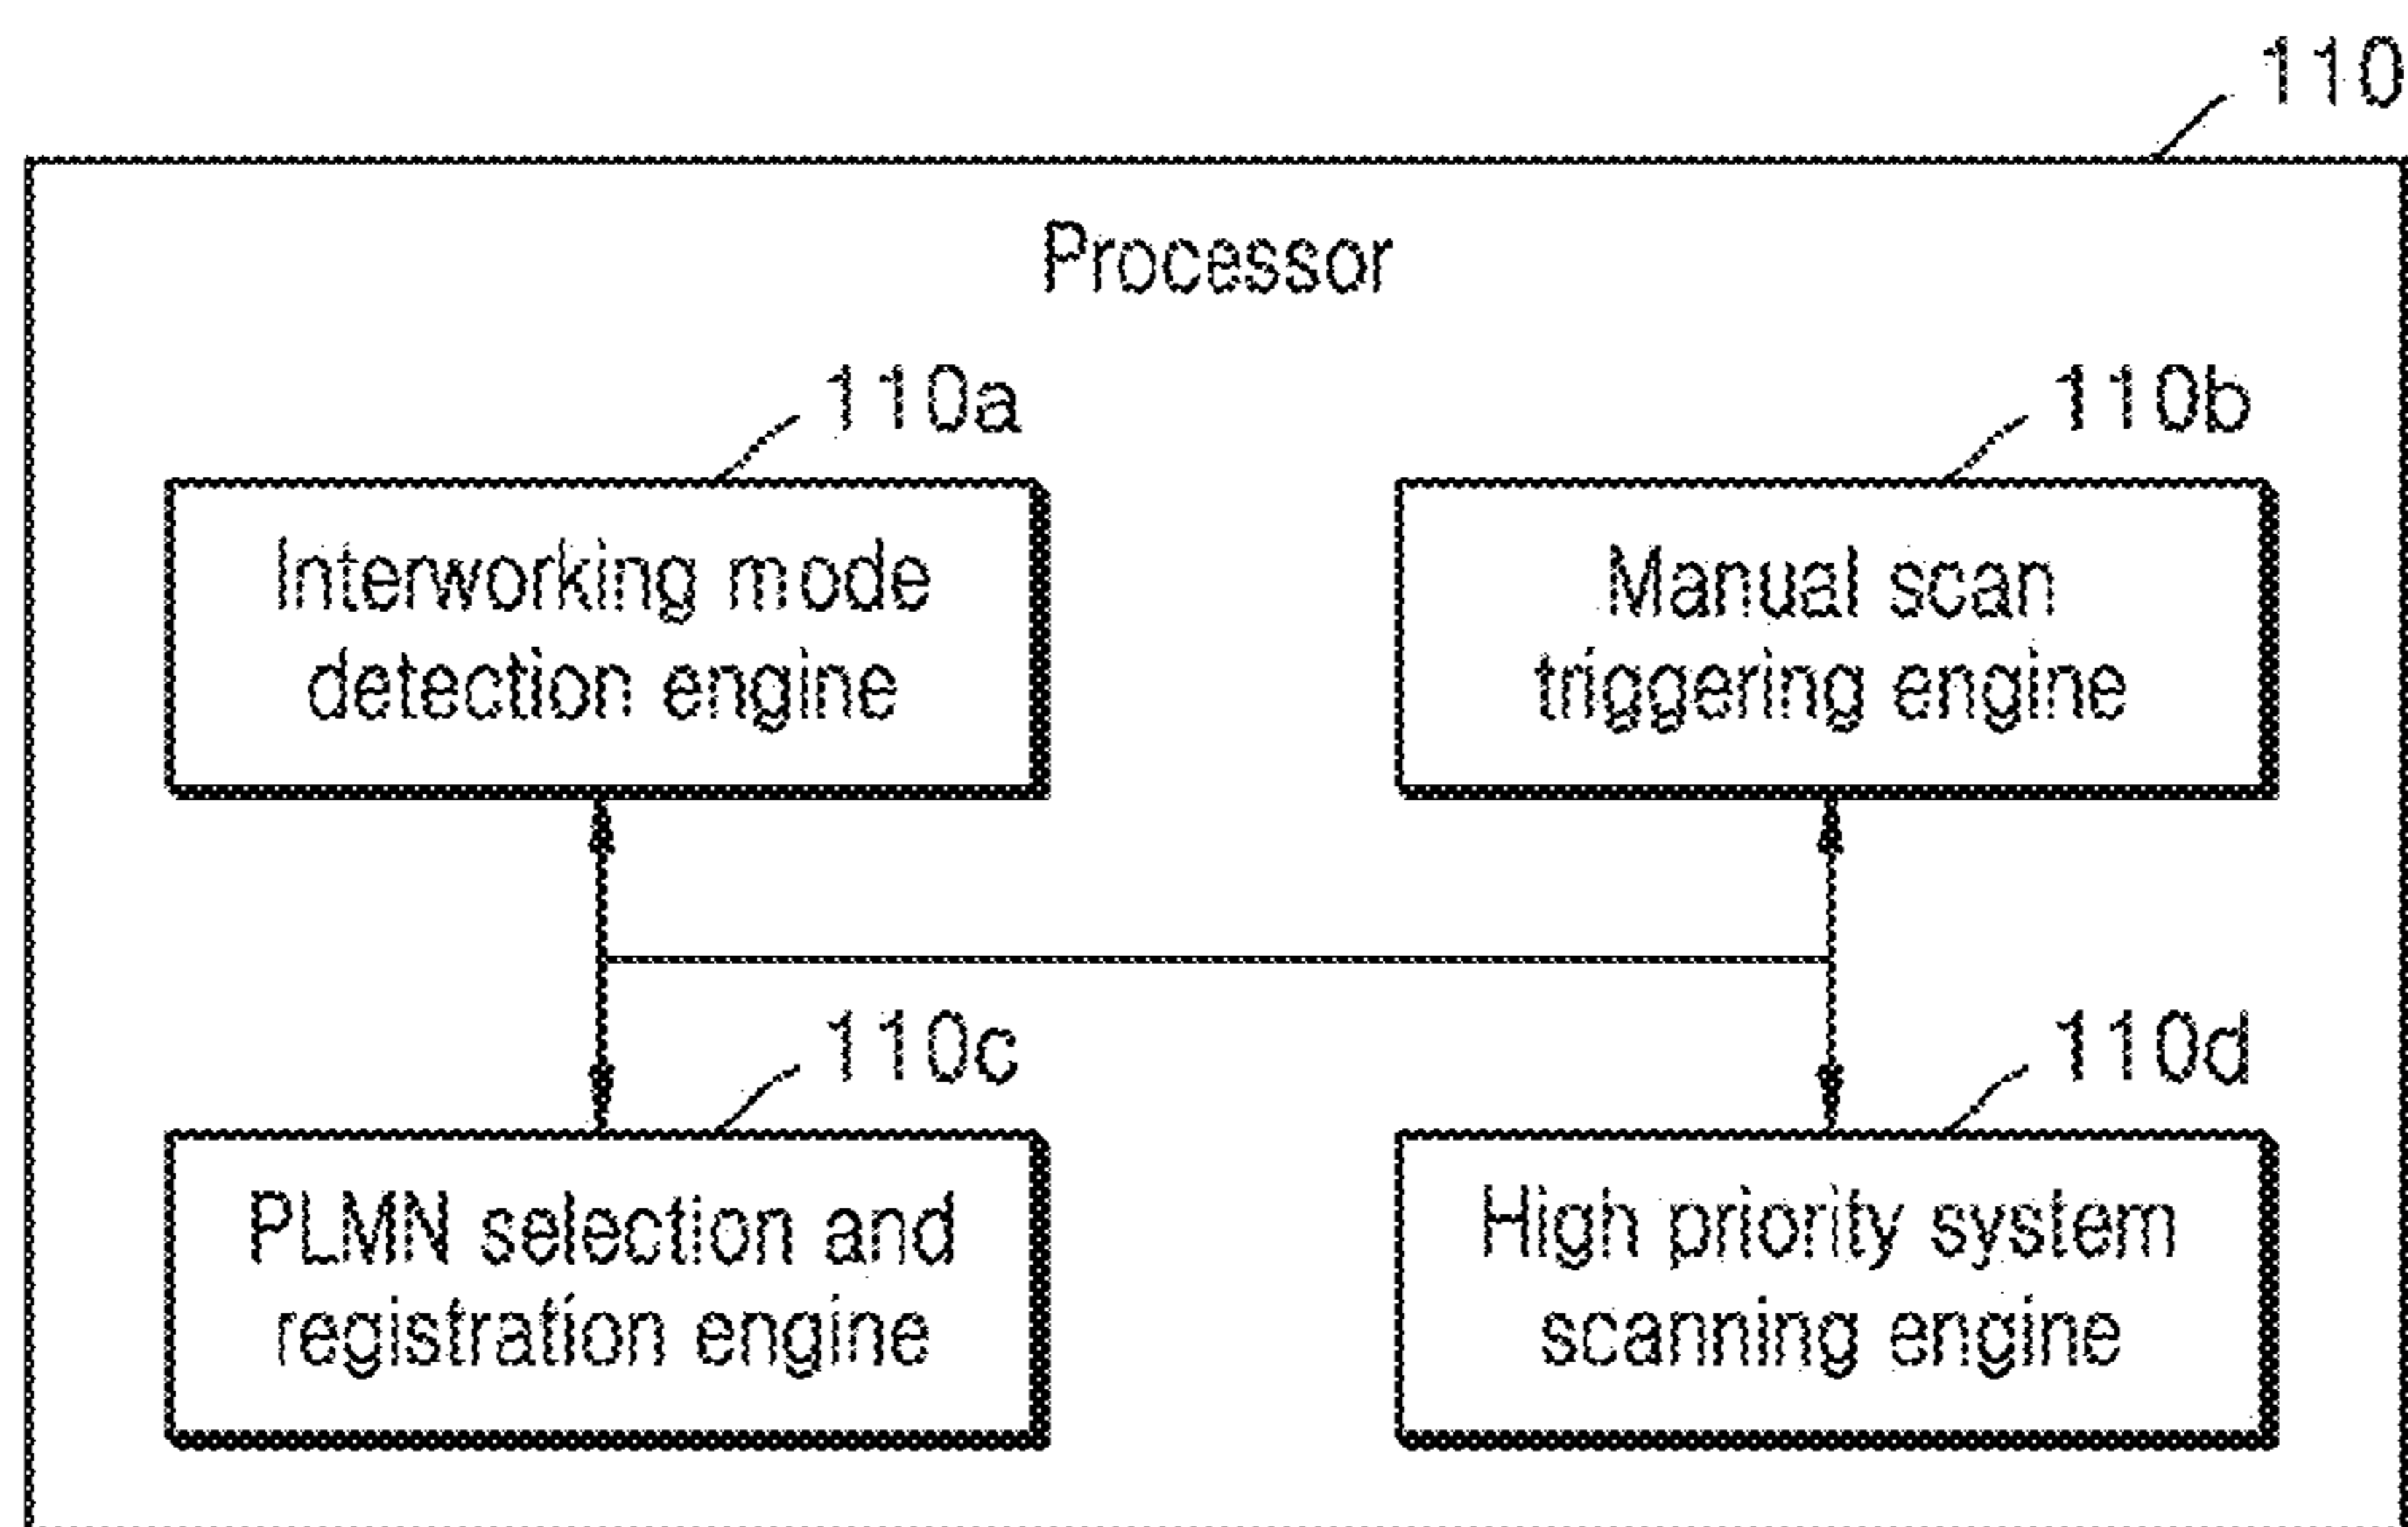 110
Processor
110a
110b
Interworking mode
detection engine
Manual scan
triggering engine
110c
110d
PLMN selection and
registration engine
High priority system
scanning engine